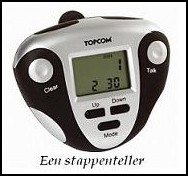 TOPCOM
Clear
Talk
1
2 30
Up Down
Mode
Een stappenteller